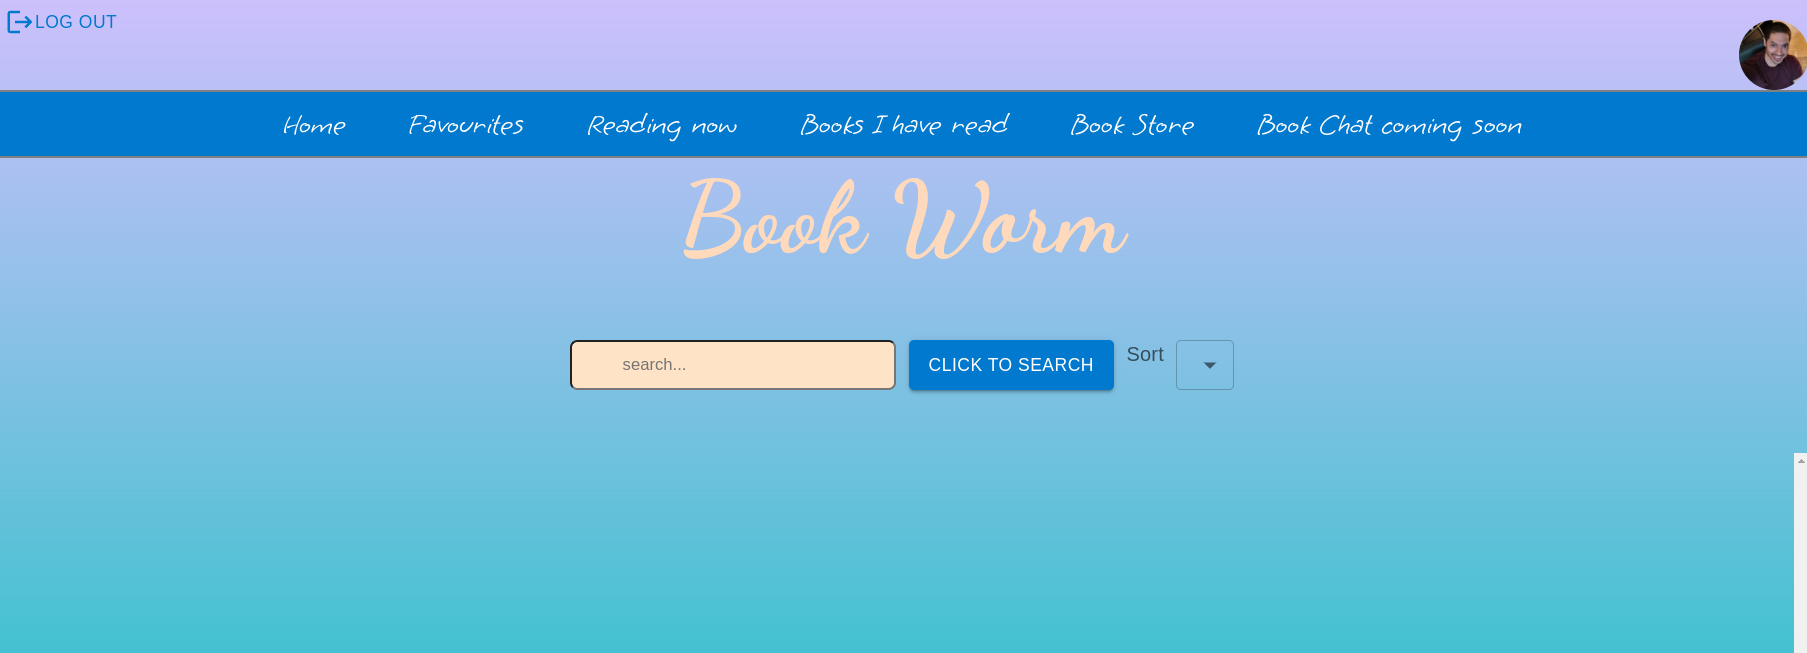 LOG OUT
Home Favourites Reading now Books I have read Book Store Book Chat coming soon
Book Worm
search... CLICK TO SEARCH Sort